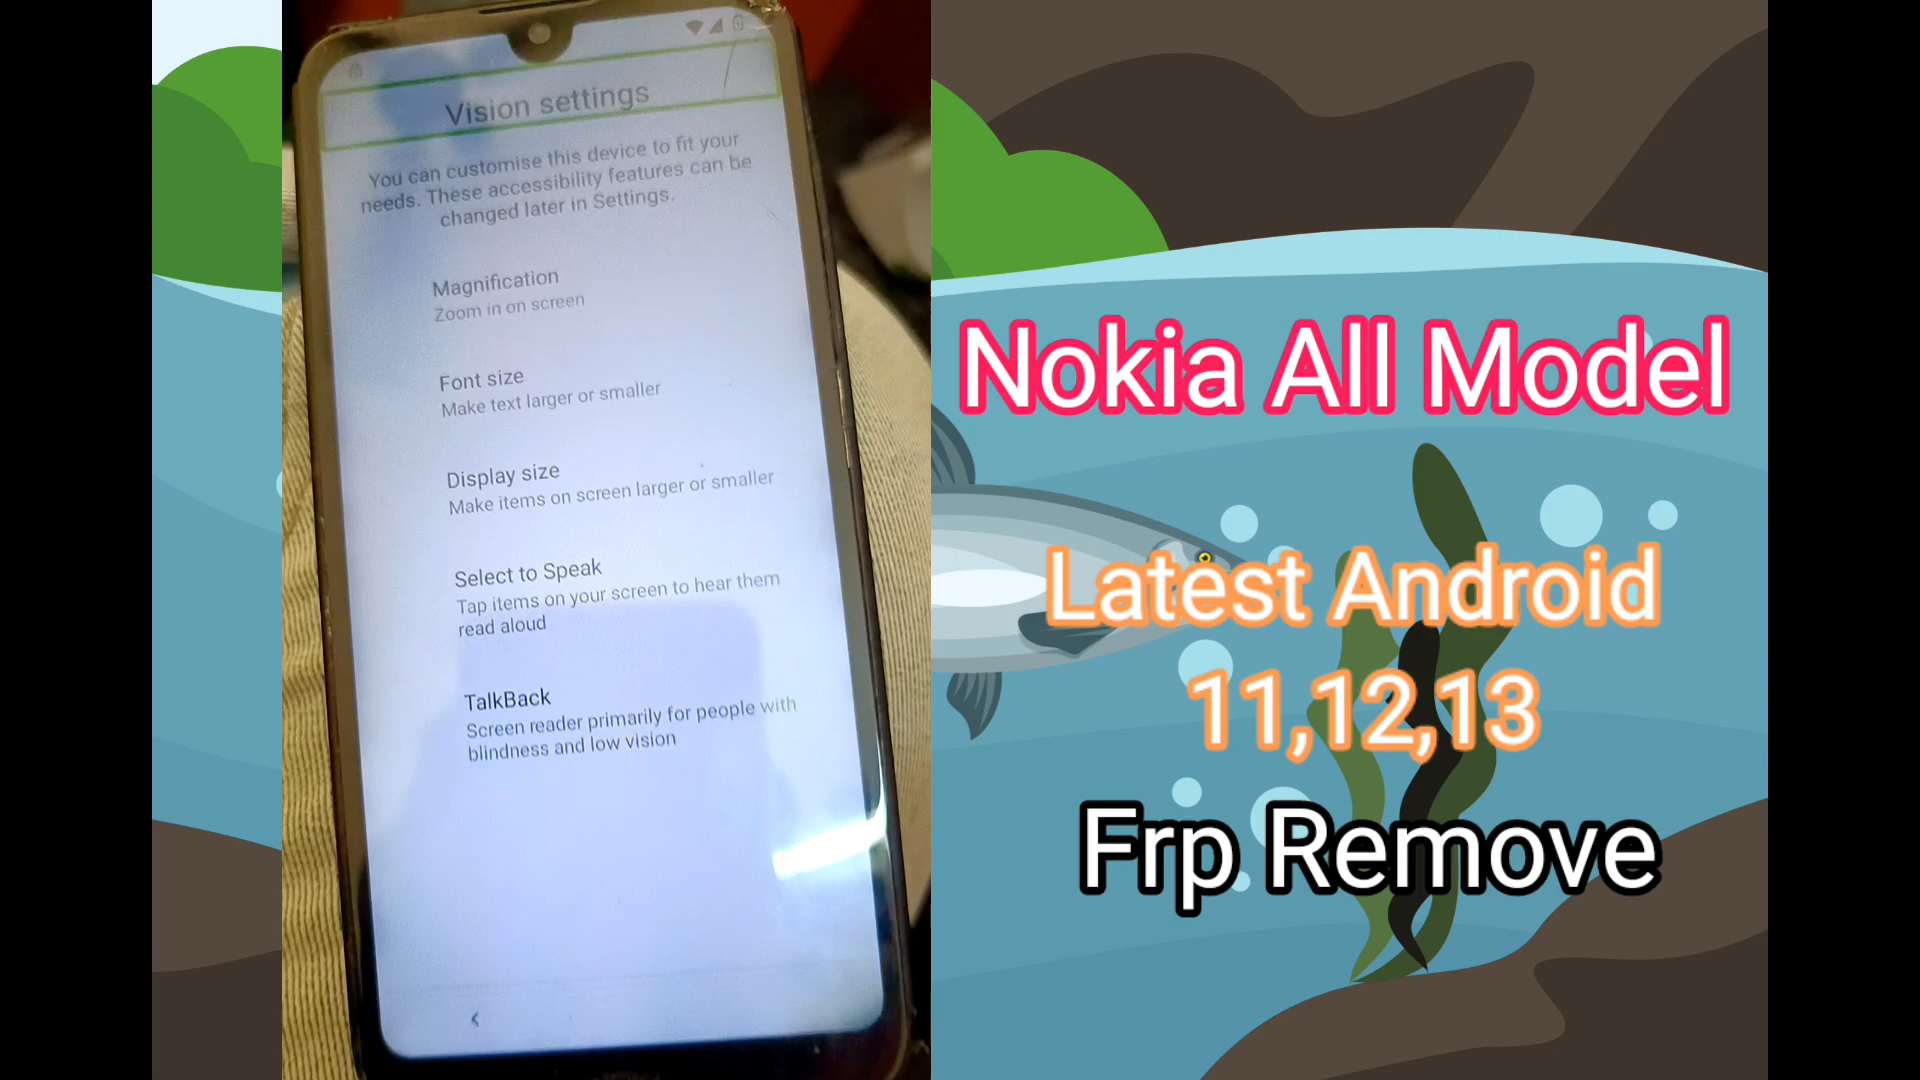 Vision settings
You can customise this device to fit your
needs. These accessibility features can be
changed later in Settings.
Magnification
Zoom in on screen
Font size
Make text larger or smaller
Display size
Make items on screen larger or smaller
Select to Speak
Tap items on your screen to hear them
read aloud
TalkBack
Screen reader primarily for people with
blindness and low vision
Nokia All Model
Latest Android
11,12,13
Frp Remove